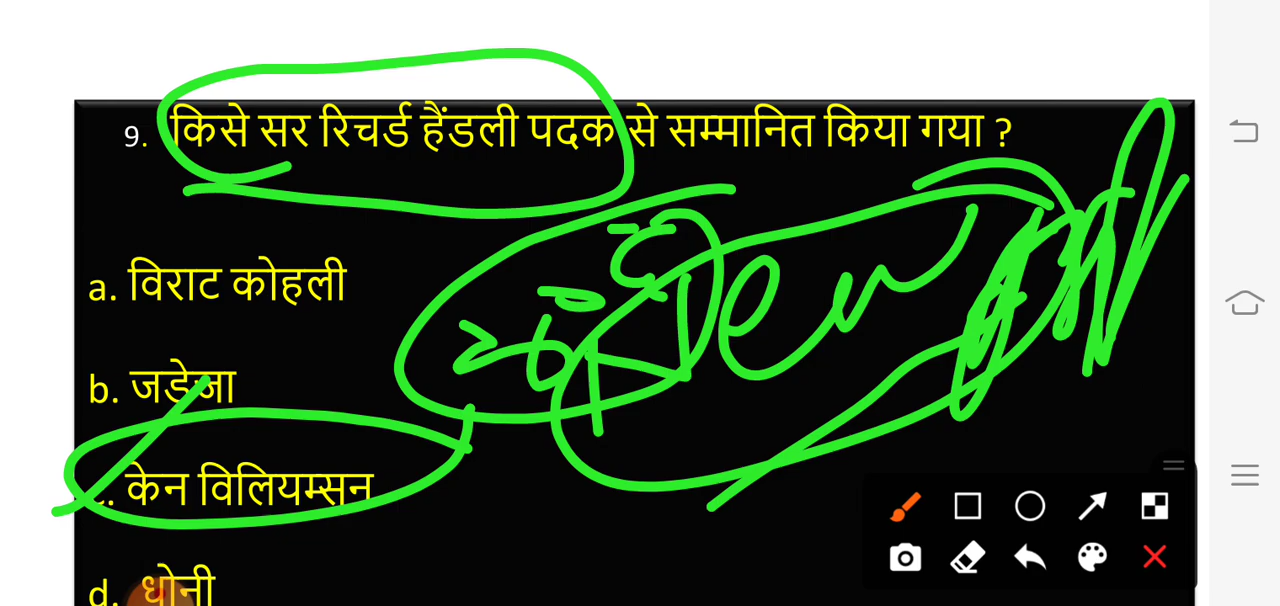 9. किसे सर रिचर्ड हैंडली पदक से सम्मानित किया गया ?
a. विराट कोहली
b. जडेजा
c. केन विलियम्सन
d. धोनी